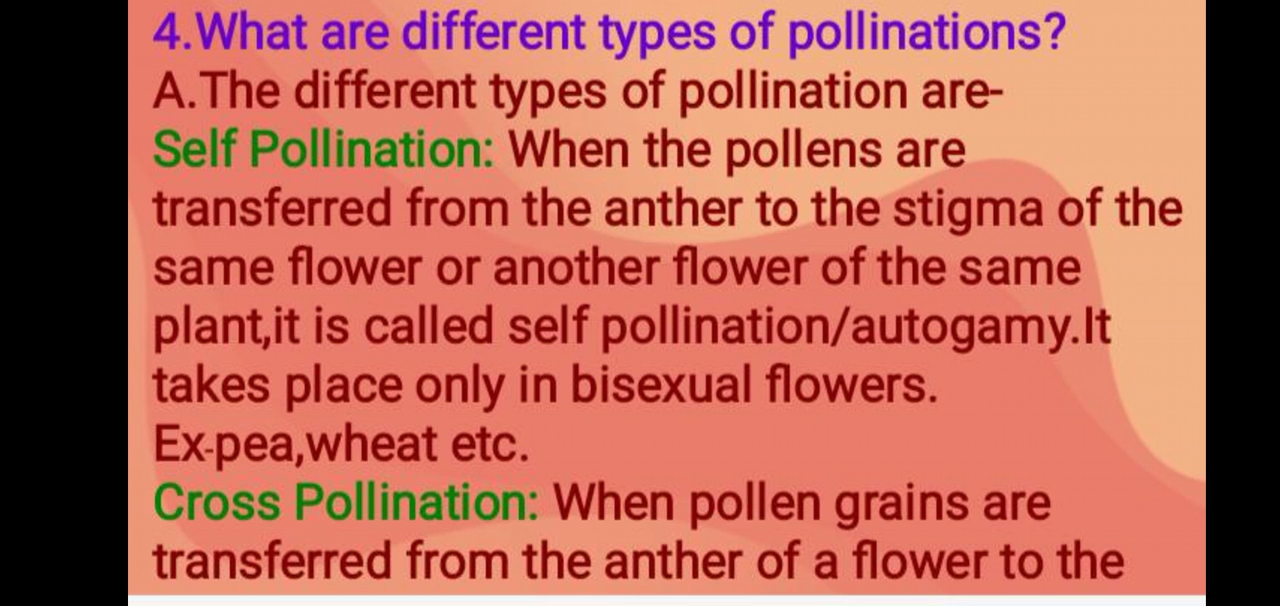 4.What are different types of pollinations?
A.The different types of pollination are-
Self Pollination: When the pollens are
transferred from the anther to the stigma of the
same flower or another flower of the same
plant,it is called self pollination/autogamy.It
takes place only in bisexual flowers.
Ex-pea,wheat etc.
Cross Pollination: When pollen grains are
transferred from the anther of a flower to the